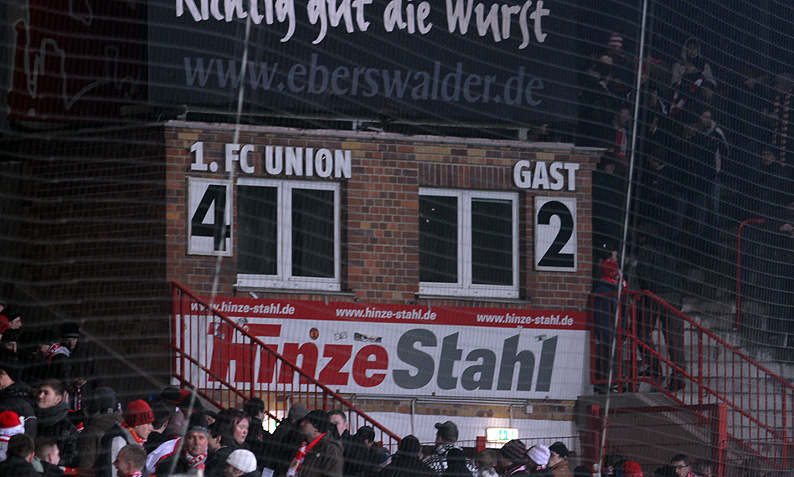 Richtig gut die Wurst
www.eberswalder.de
1. FC UNION GAST
4 2
www.hinze-stahl.de www.hinze-stahl.de www.hinze-stahl.de
Hinze Stahl